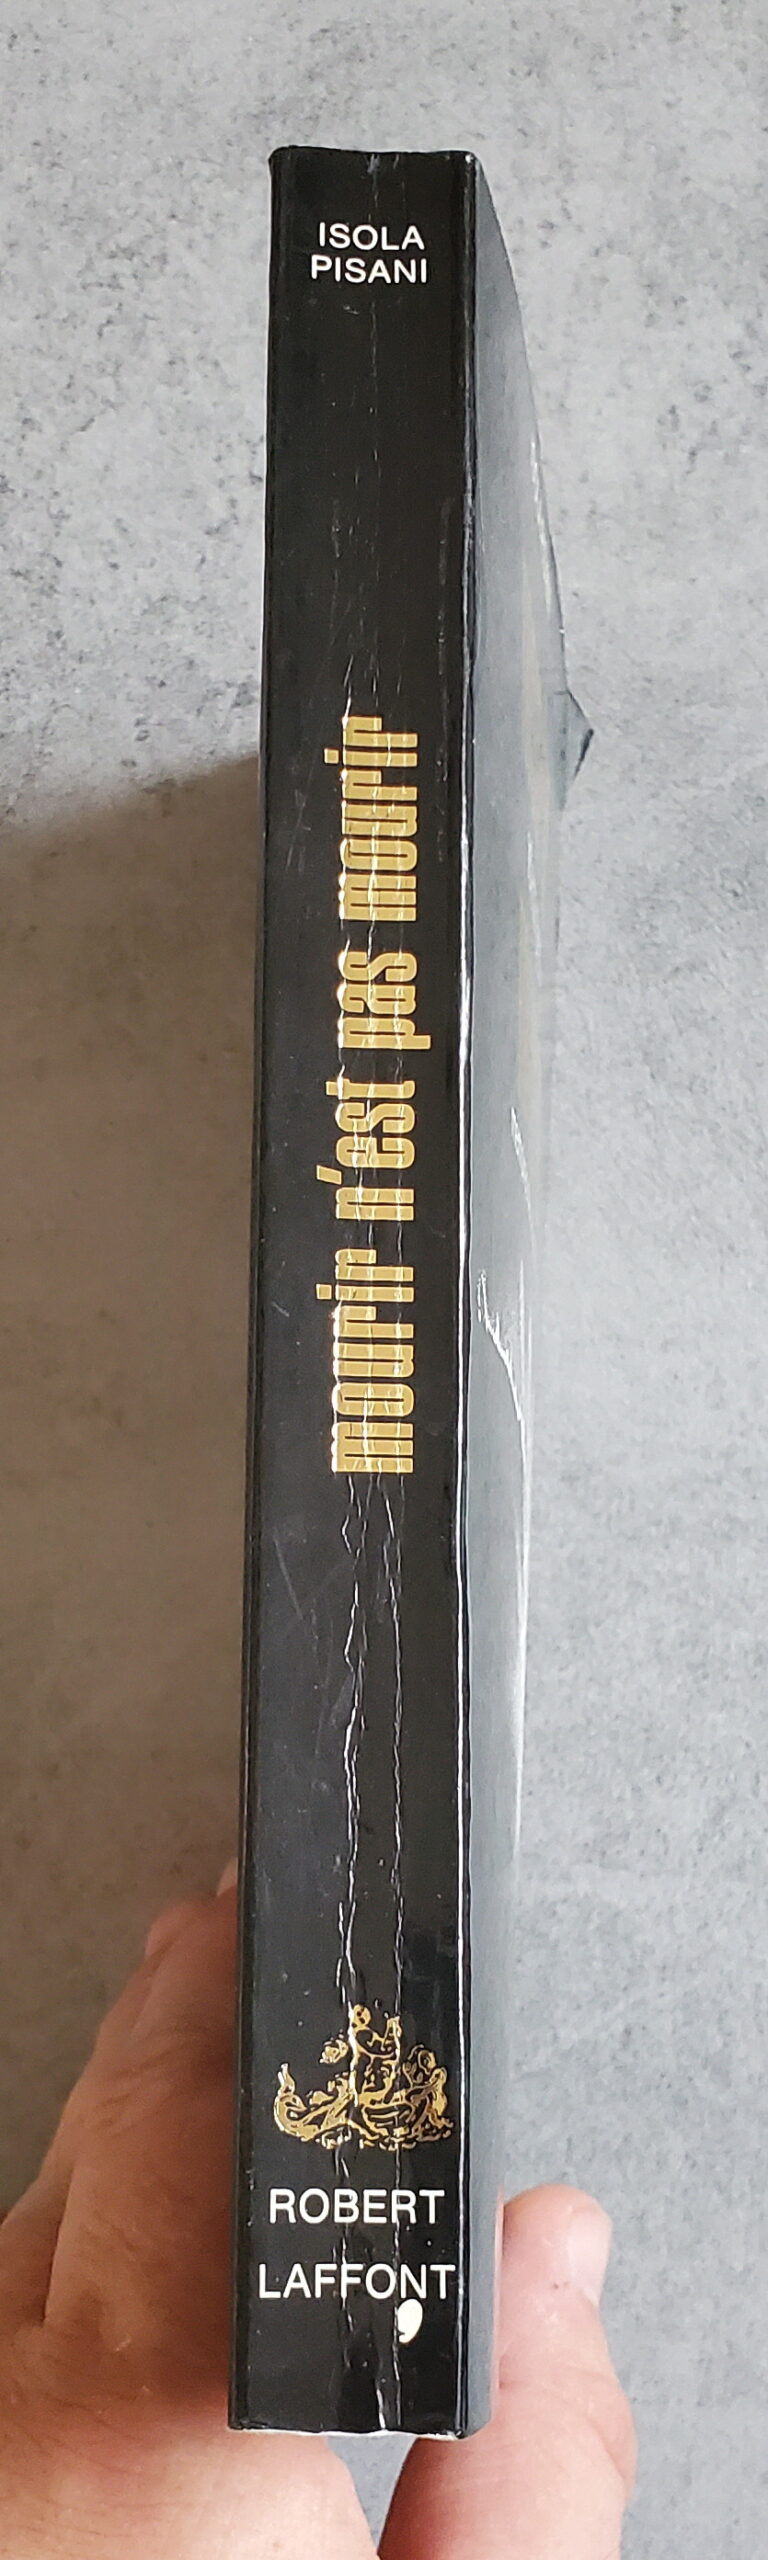 ISOLA
PISANI
mourir n'est pas mourir
ROBERT
LAFFONT